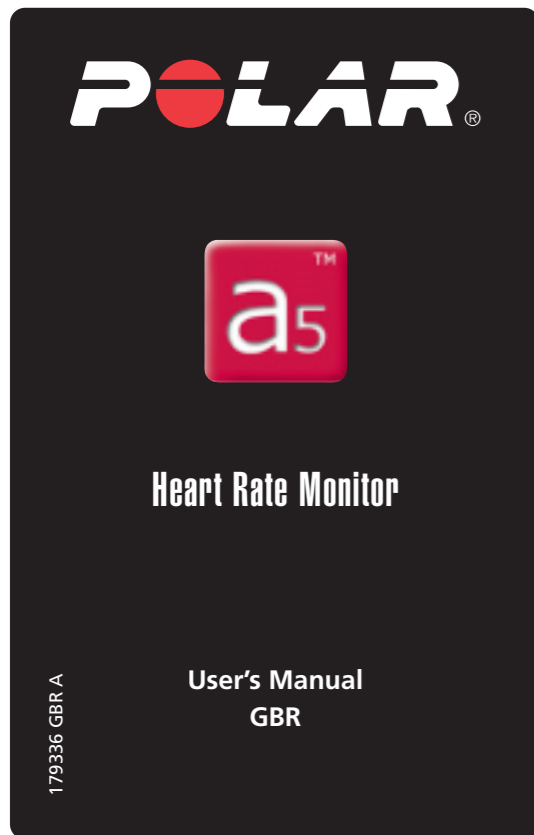 POLAR®
a5™
Heart Rate Monitor
User's Manual
GBR
179336 GBR A